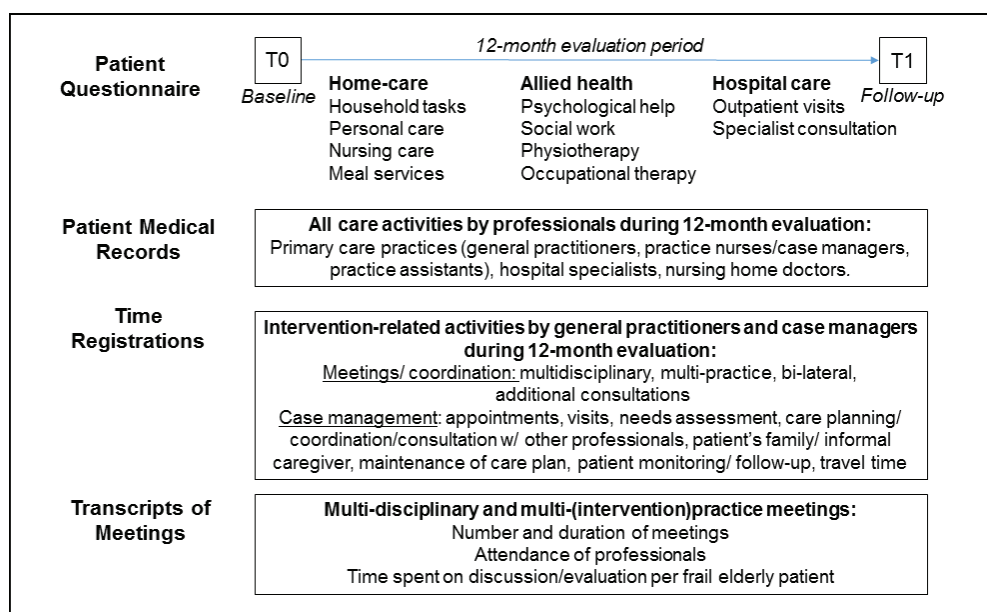 Patient
Questionnaire
T0
12-month evaluation period
T1
Baseline
Follow-up
Home-care
Household tasks
Personal care
Nursing care
Meal services
Allied health
Psychological help
Social work
Physiotherapy
Occupational therapy
Hospital care
Outpatient visits
Specialist consultation
Patient Medical
Records
All care activities by professionals during 12-month evaluation:
Primary care practices (general practitioners, practice nurses/case managers,
practice assistants), hospital specialists, nursing home doctors.
Time
Registrations
Intervention-related activities by general practitioners and case managers
during 12-month evaluation:
Meetings/ coordination: multidisciplinary, multi-practice, bi-lateral,
additional consultations
Case management: appointments, visits, needs assessment, care planning/
coordination/consultation w/ other professionals, patient's family/ informal
caregiver, maintenance of care plan, patient monitoring/ follow-up, travel time
Transcripts of
Meetings
Multi-disciplinary and multi-(intervention)practice meetings:
Number and duration of meetings
Attendance of professionals
Time spent on discussion/evaluation per frail elderly patient